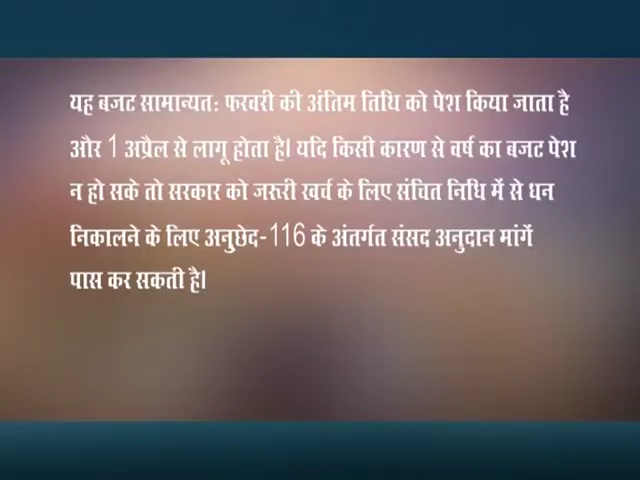 यह बजट सामान्यत: फरवरी की अंतिम तिथि को पेश किया जाता है
और 1 अप्रैल से लागू होता है। यदि किसी कारण से वर्ष का बजट पेश
न हो सके तो सरकार को जरूरी खर्च के लिए संचित निधि में से धन
निकालने के लिए अनुछेद-116 के अंतर्गत संसद अनुदान मांगें
पास कर सकती है।